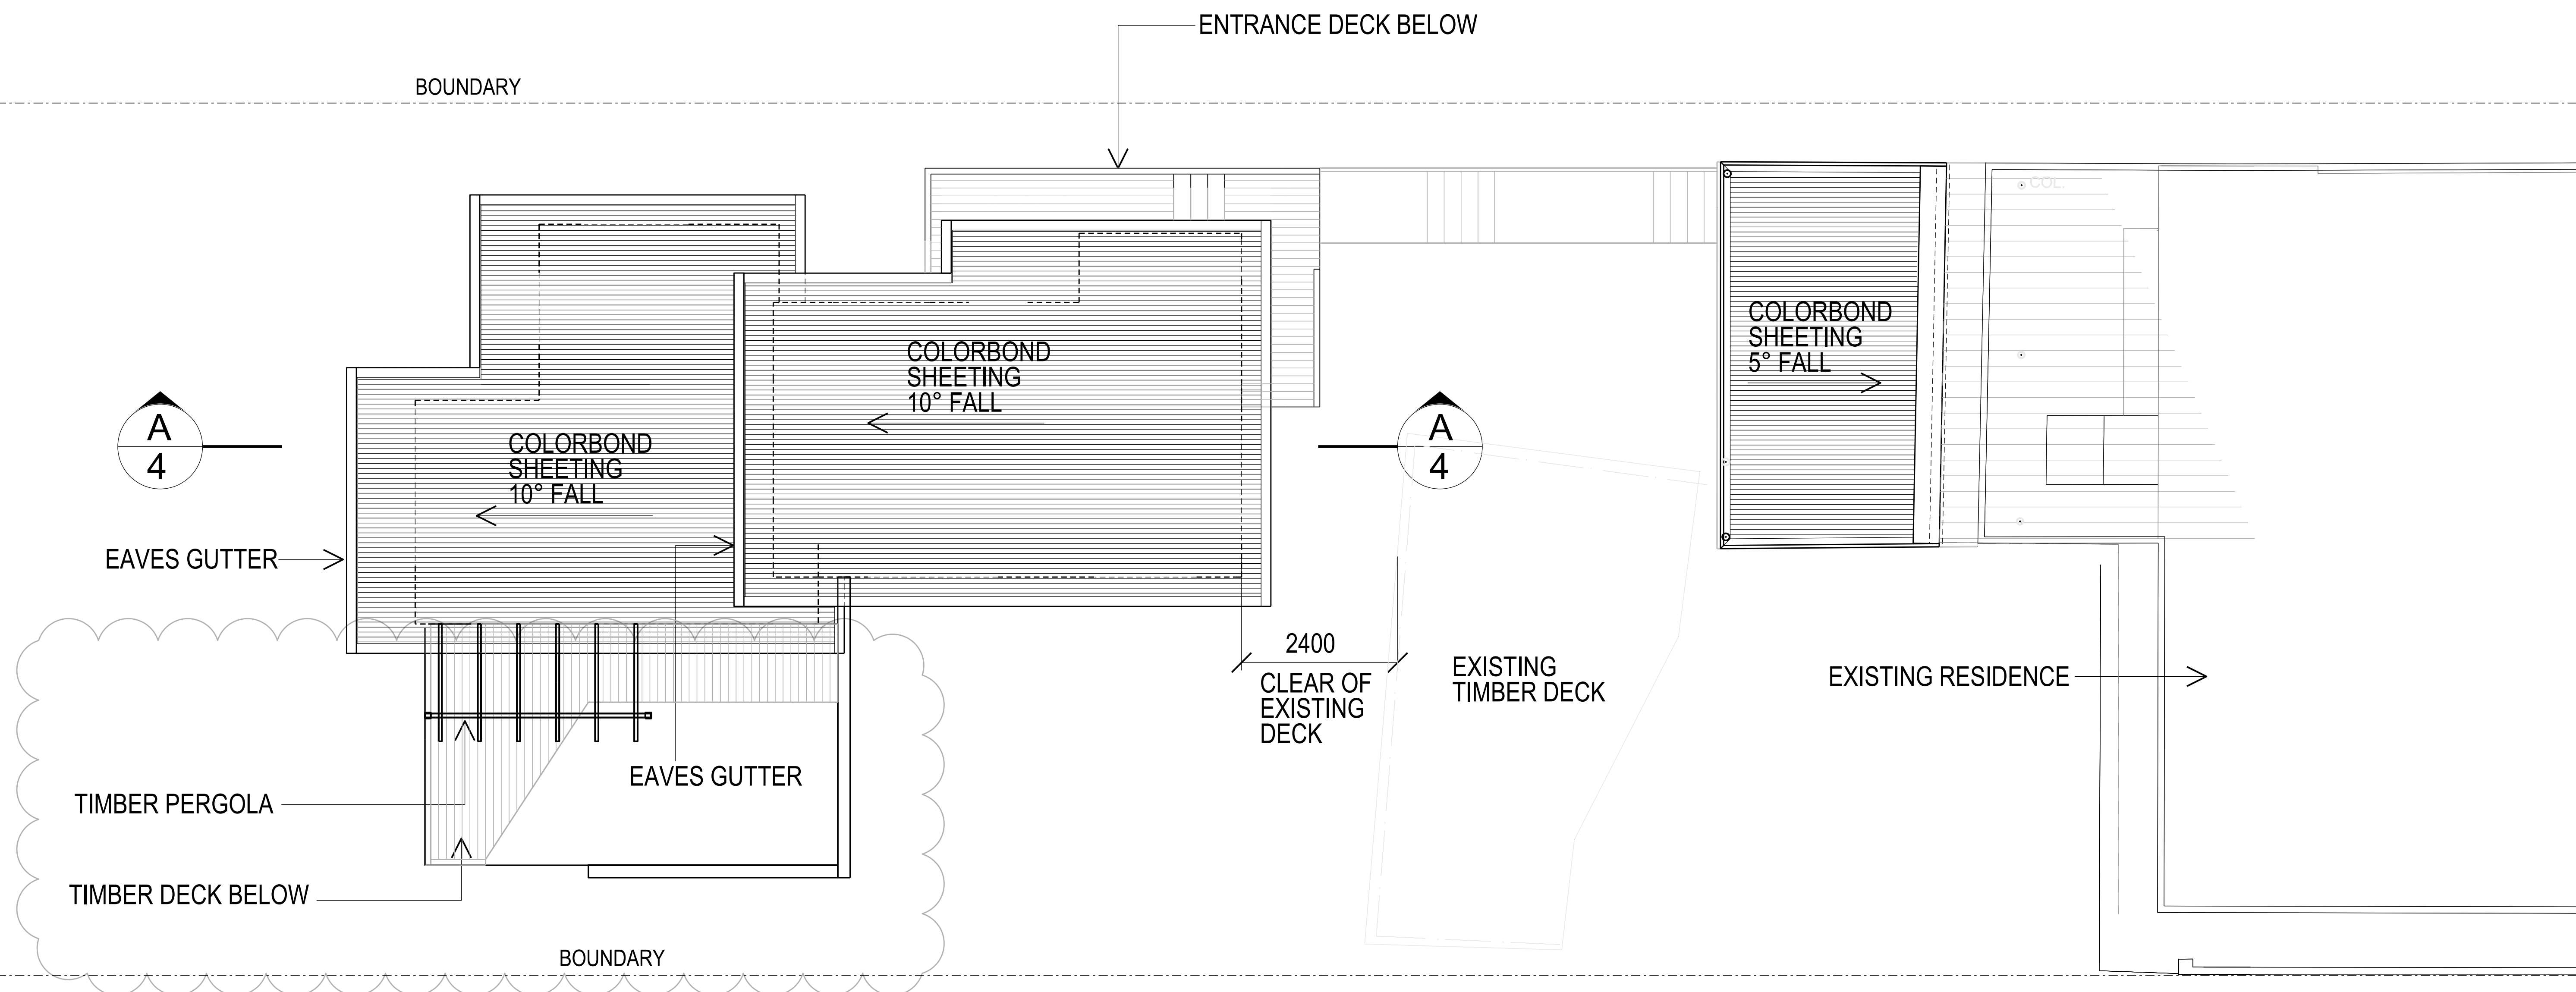 ENTRANCE DECK BELOW
BOUNDARY
COL.
COLORBOND
SHEETING
5° FALL
COLORBOND
SHEETING
10° FALL
A
4
COLORBOND
SHEETING
10° FALL
A
4
EAVES GUTTER
2400
CLEAR OF
EXISTING
DECK
EXISTING
TIMBER DECK
EXISTING RESIDENCE
EAVES GUTTER
TIMBER PERGOLA
TIMBER DECK BELOW
BOUNDARY